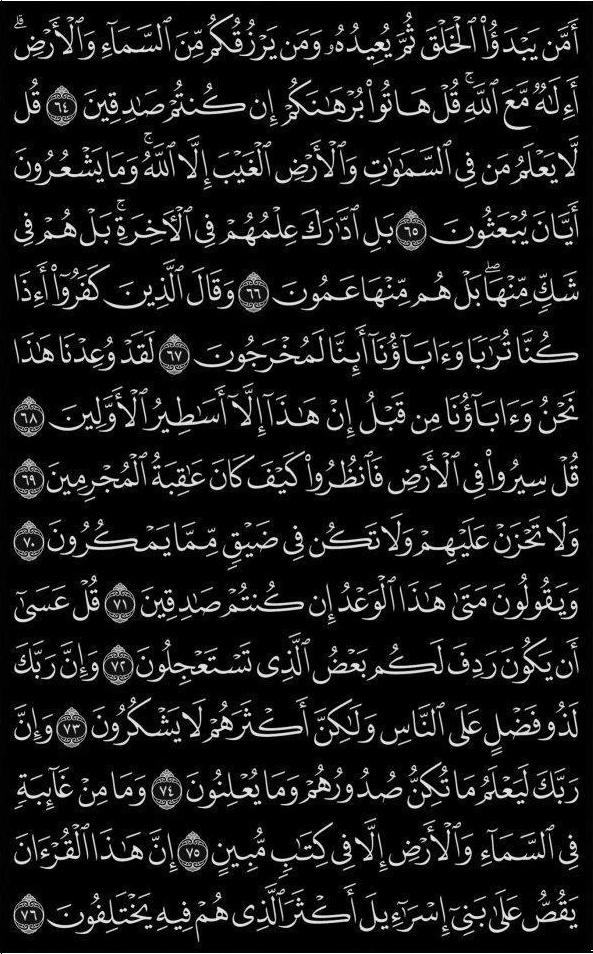 أَمَّن يَبْدَؤُا۟ ٱلْخَلْقَ ثُمَّ يُعِيدُهُۥ وَمَن يَرْزُقُكُم مِّنَ ٱلسَّمَآءِ وَٱلْأَرْضِ ۗ
أَءِلَـٰهٌ مَّعَ ٱللَّهِ ۚ قُلْ هَاتُوا۟ بُرْهَـٰنَكُمْ إِن كُنتُمْ صَـٰدِقِينَ ٦٤ قُل
لَّا يَعْلَمُ مَن فِى ٱلسَّمَـٰوَٰتِ وَٱلْأَرْضِ ٱلْغَيْبَ إِلَّا ٱللَّهُ ۚ وَمَا يَشْعُرُونَ
أَيَّانَ يُبْعَثُونَ ٦٥ بَلِ ٱدَّٰرَكَ عِلْمُهُمْ فِى ٱلْـَٔاخِرَةِ ۚ بَلْ هُمْ فِى
شَكٍّ مِّنْهَا ۖ بَلْ هُم مِّنْهَا عَمُونَ ٦٦ وَقَالَ ٱلَّذِينَ كَفَرُوٓا۟ أَءِذَا
كُنَّا تُرَٰبًا وَءَابَآؤُنَآ أَئِنَّا لَمُخْرَجُونَ ٦٧ لَقَدْ وُعِدْنَا هَـٰذَا
نَحْنُ وَءَابَآؤُنَا مِن قَبْلُ إِنْ هَـٰذَآ إِلَّآ أَسَـٰطِيرُ ٱلْأَوَّلِينَ ٦٨
قُلْ سِيرُوا۟ فِى ٱلْأَرْضِ فَٱنظُرُوا۟ كَيْفَ كَانَ عَـٰقِبَةُ ٱلْمُجْرِمِينَ ٦٩
وَلَا تَحْزَنْ عَلَيْهِمْ وَلَا تَكُن فِى ضَيْقٍ مِّمَّا يَمْكُرُونَ ٧٠
وَيَقُولُونَ مَتَىٰ هَـٰذَا ٱلْوَعْدُ إِن كُنتُمْ صَـٰدِقِينَ ٧١ قُلْ عَسَىٰٓ
أَن يَكُونَ رَدِفَ لَكُم بَعْضُ ٱلَّذِى تَسْتَعْجِلُونَ ٧٢ وَإِنَّ رَبَّكَ
لَذُو فَضْلٍ عَلَى ٱلنَّاسِ وَلَـٰكِنَّ أَكْثَرَهُمْ لَا يَشْكُرُونَ ٧٣ وَإِنَّ
رَبَّكَ لَيَعْلَمُ مَا تُكِنُّ صُدُورُهُمْ وَمَا يُعْلِنُونَ ٧٤ وَمَا مِنْ غَآئِبَةٍ
فِى ٱلسَّمَآءِ وَٱلْأَرْضِ إِلَّا فِى كِتَـٰبٍ مُّبِينٍ ٧٥ إِنَّ هَـٰذَا ٱلْقُرْءَانَ
يَقُصُّ عَلَىٰ بَنِىٓ إِسْرَٰٓءِيلَ أَكْثَرَ ٱلَّذِى هُمْ فِيهِ يَخْتَلِفُونَ ٧٦